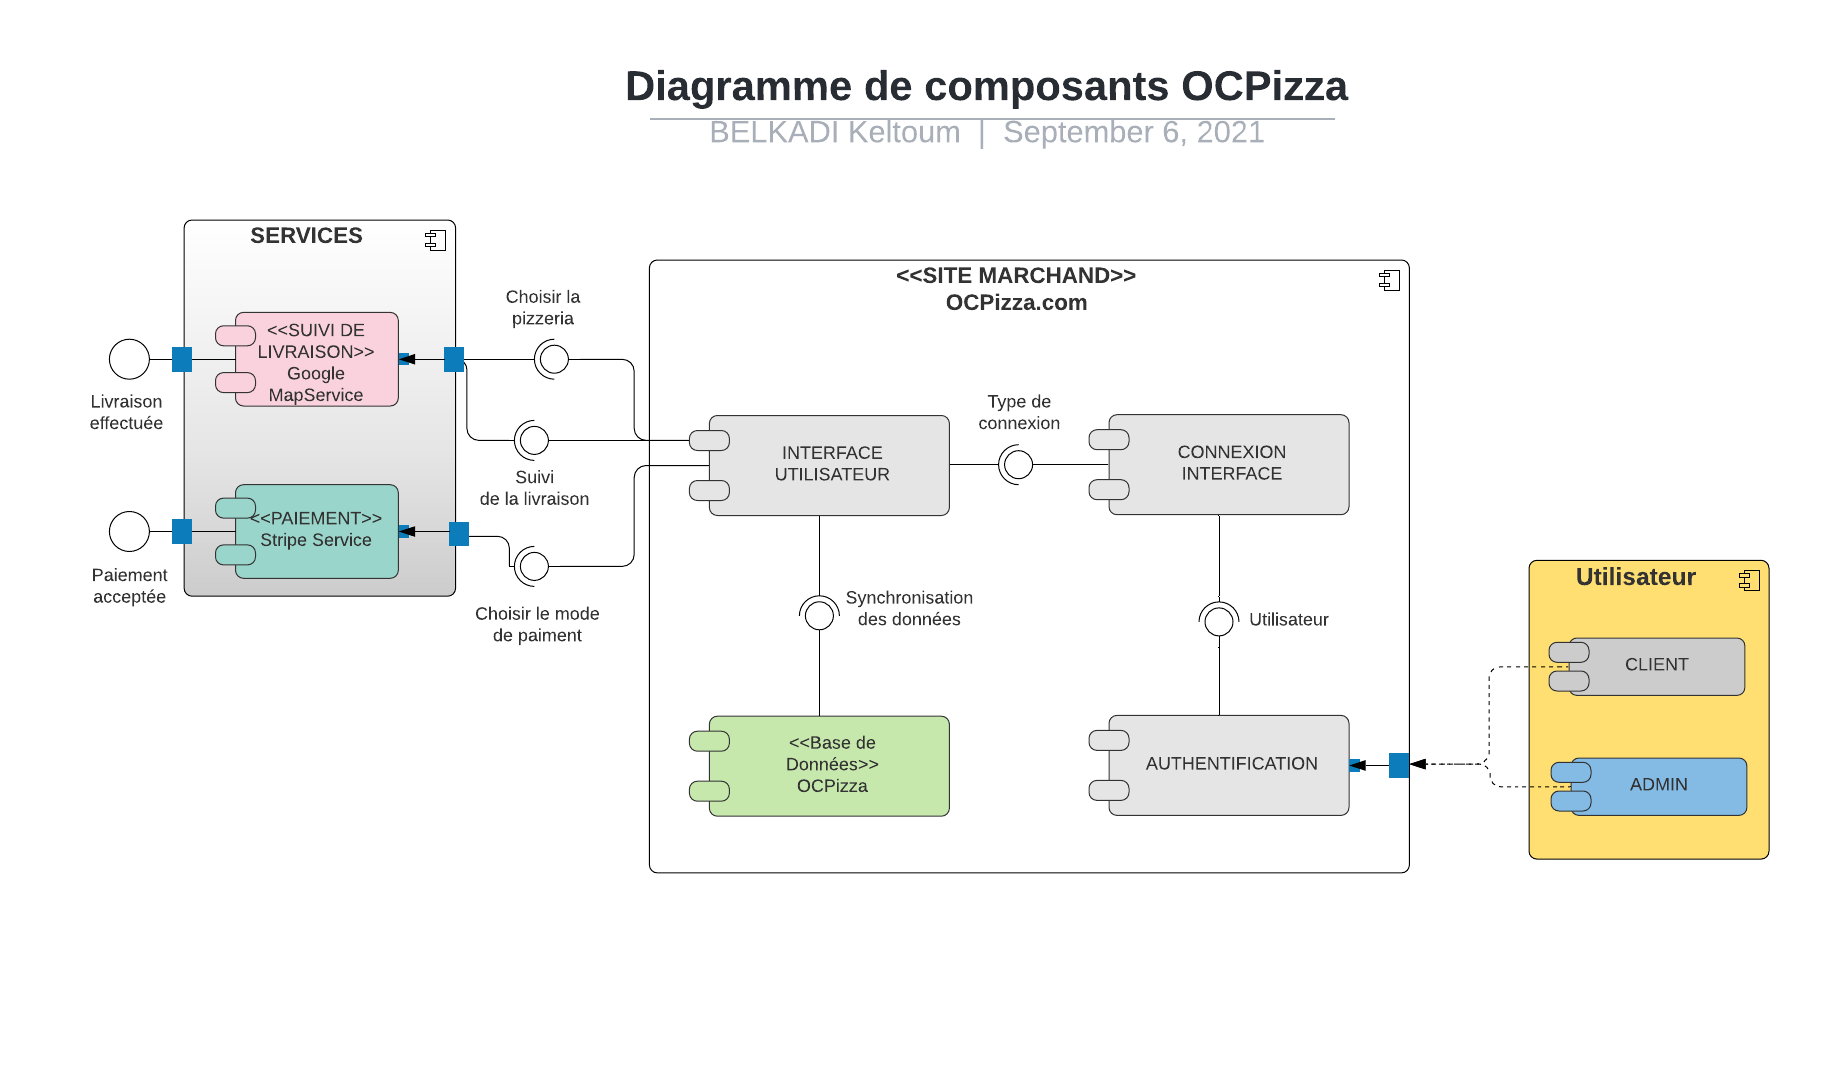 Diagramme de composants OCPizza
BELKADI Keltoum | September 6, 2021
SERVICES
<<SUIVI DE
LIVRAISON>>
Google
MapService
Livraison
effectuée
<<PAIEMENT>>
Stripe Service
Paiement
acceptée
Choisir la
pizzeria
Suivi
de la livraison
Choisir le mode
de paiment
<<SITE MARCHAND>>
OCPizza.com
INTERFACE
UTILISATEUR
Type de
connexion
CONNEXION
INTERFACE
Synchronisation
des données
Utilisateur
<<Base de
Données>>
OCPizza
AUTHENTIFICATION
Utilisateur
CLIENT
ADMIN